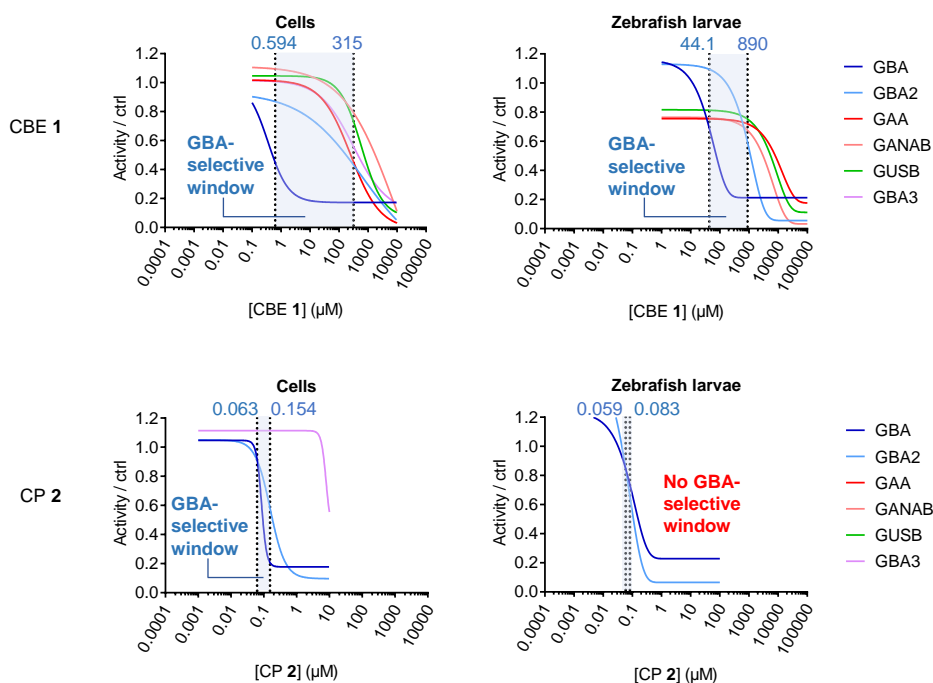 Cells
0.594 315
1.2
1.0
0.8
0.6
0.4
0.2
0.0
Activity / ctrl
CBE 1
GBA-
selective
window
0.0001
0.001
0.01
0.1
1
10
100
1000
10000
100000
[CBE 1] (µM)
Zebrafish larvae
44.1 890
1.2
1.0
0.8
0.6
0.4
0.2
0.0
Activity / ctrl
GBA-
selective
window
0.0001
0.001
0.01
0.1
1
10
100
1000
10000
100000
[CBE 1] (µM)
GBA
GBA2
GAA
GANAB
GUSB
GBA3
Cells
0.063 0.154
1.2
1.0
0.8
0.6
0.4
0.2
0.0
Activity / ctrl
CP 2
GBA-
selective
window
0.0001
0.001
0.01
0.1
1
10
100
1000
10000
100000
[CP 2] (µM)
Zebrafish larvae
0.059 0.083
1.2
1.0
0.8
0.6
0.4
0.2
0.0
Activity / ctrl
No GBA-
selective
window
0.0001
0.001
0.01
0.1
1
10
100
1000
10000
100000
[CP 2] (µM)
GBA
GBA2
GAA
GANAB
GUSB
GBA3